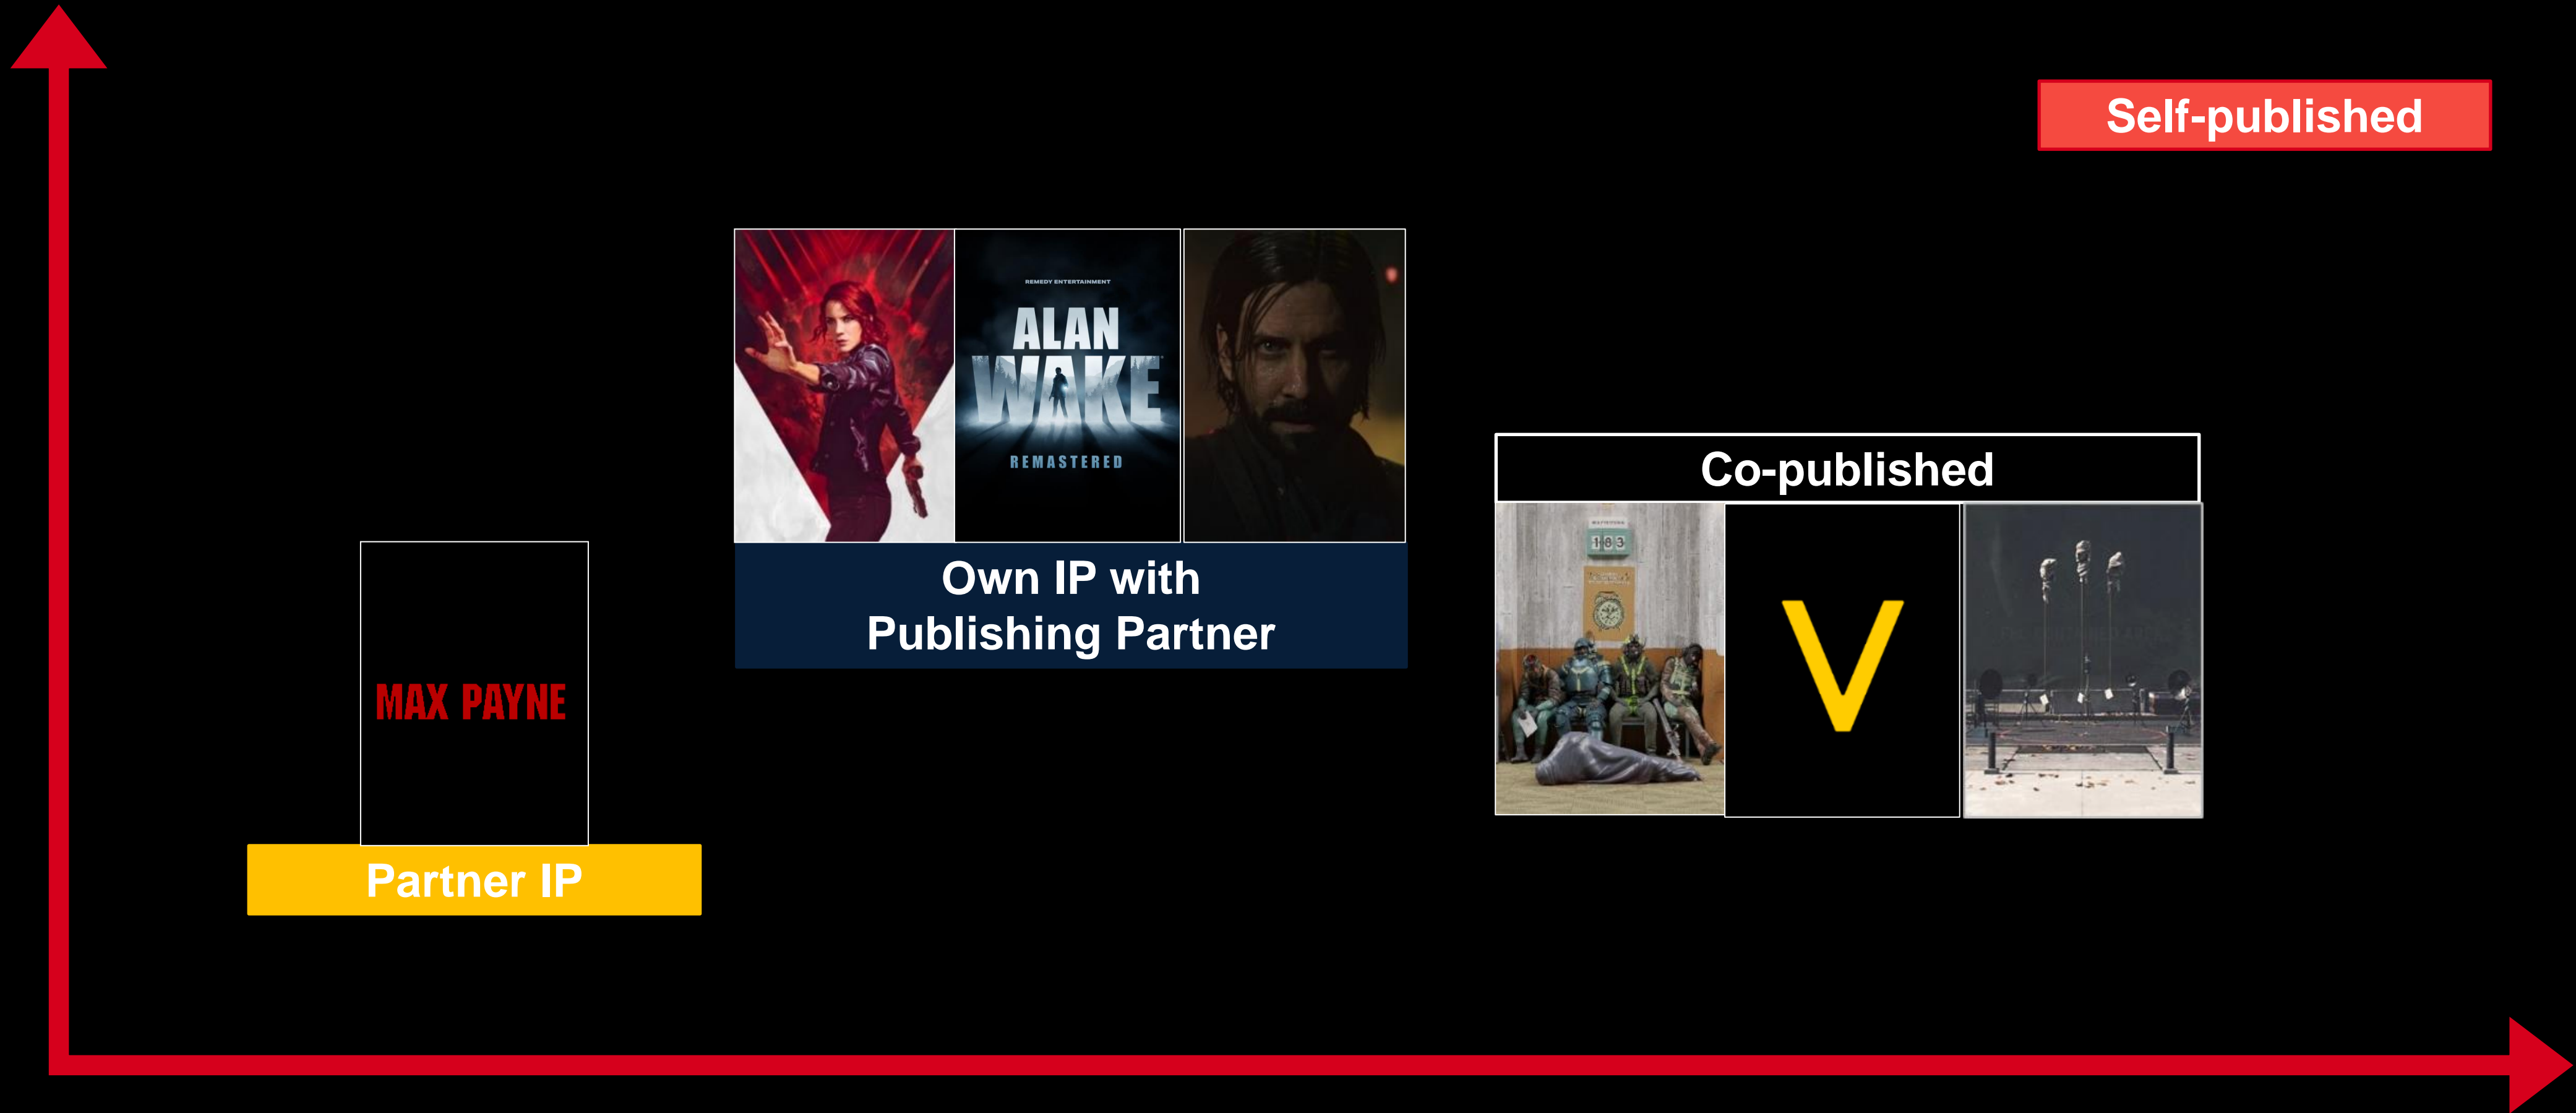 Self-published
REMEDY ENTERTAINMENT
ALAN
WAKE
REMASTERED
Own IP with
Publishing Partner
Co-published
183
V
MAX PAYNE
Partner IP